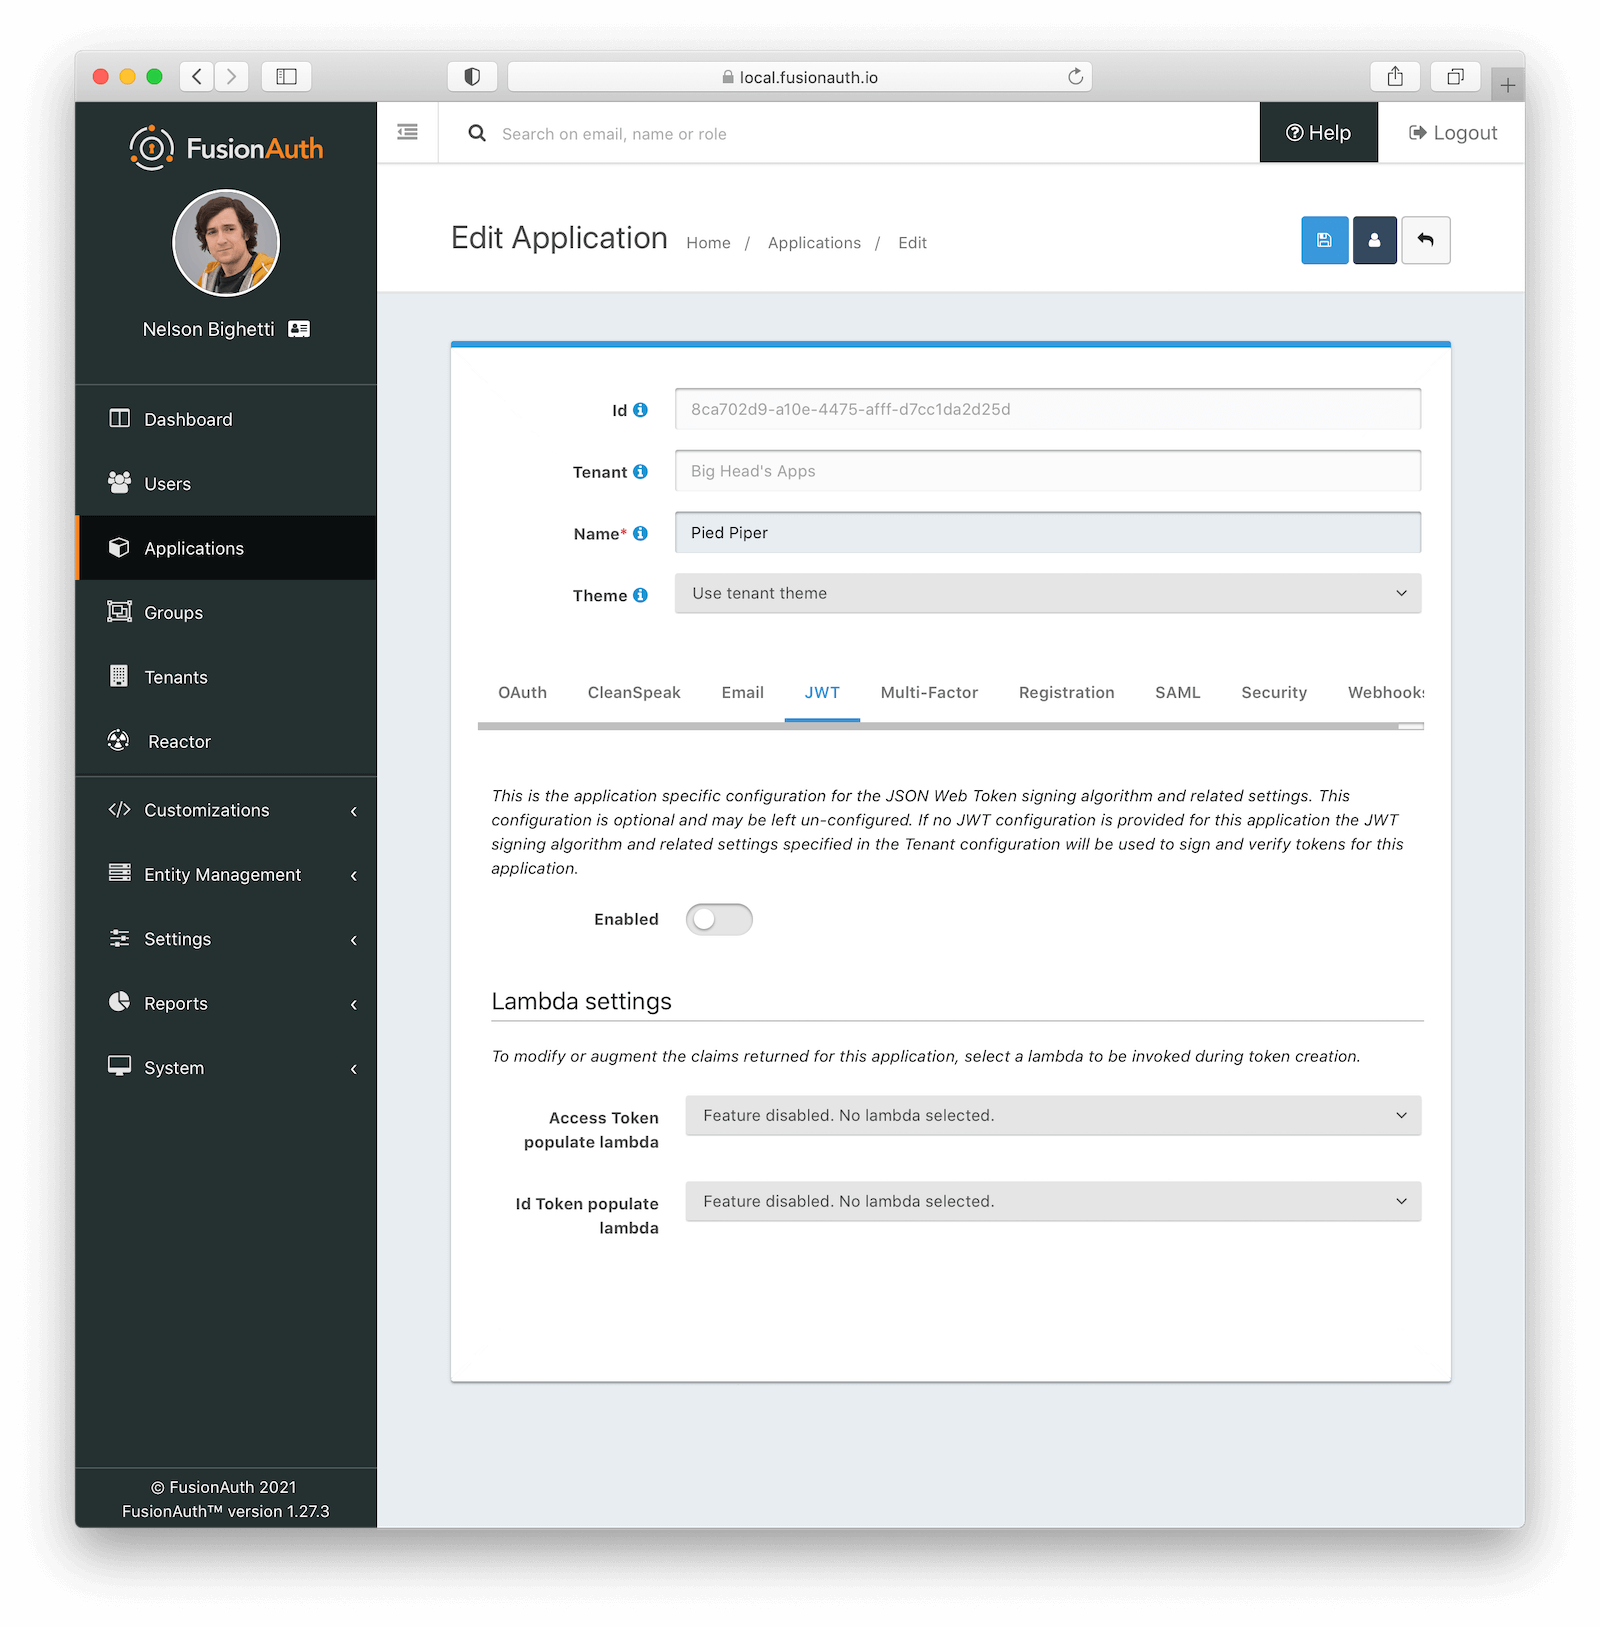 local.fusionauth.io
FusionAuth
Search on email, name or role
Help
Logout
Nelson Bighetti
Dashboard
Users
Applications
Groups
Tenants
Reactor
Customizations
Entity Management
Settings
Reports
System
© FusionAuth 2021
FusionAuth™ version 1.27.3
Edit Application
Home / Applications / Edit
Id
8ca702d9-a10e-4475-afff-d7cc1da2d25d
Tenant
Big Head's Apps
Name*
Pied Piper
Theme
Use tenant theme
OAuth CleanSpeak Email JWT Multi-Factor Registration SAML Security Webhooks
This is the application specific configuration for the JSON Web Token signing algorithm and related settings. This
configuration is optional and may be left un-configured. If no JWT configuration is provided for this application the JWT
signing algorithm and related settings specified in the Tenant configuration will be used to sign and verify tokens for this
application.
Enabled
Lambda settings
To modify or augment the claims returned for this application, select a lambda to be invoked during token creation.
Access Token
populate lambda
Feature disabled. No lambda selected.
Id Token populate
lambda
Feature disabled. No lambda selected.